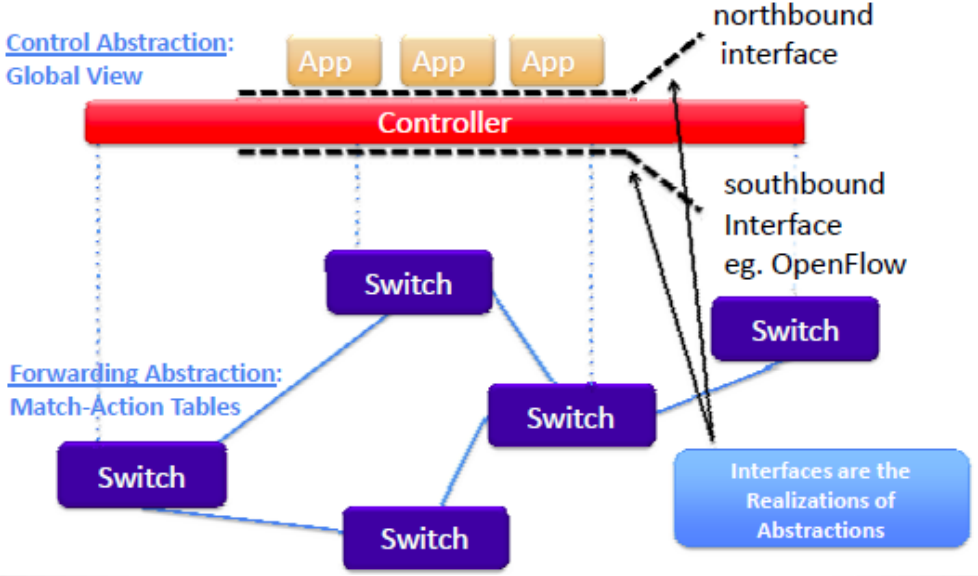 Control Abstraction:
Global View
App
App
App
northbound
interface
Controller
southbound
Interface
eg. OpenFlow
Switch
Switch
Forwarding Abstraction:
Match-Action Tables
Switch
Switch
Switch
Interfaces are the
Realizations of
Abstractions